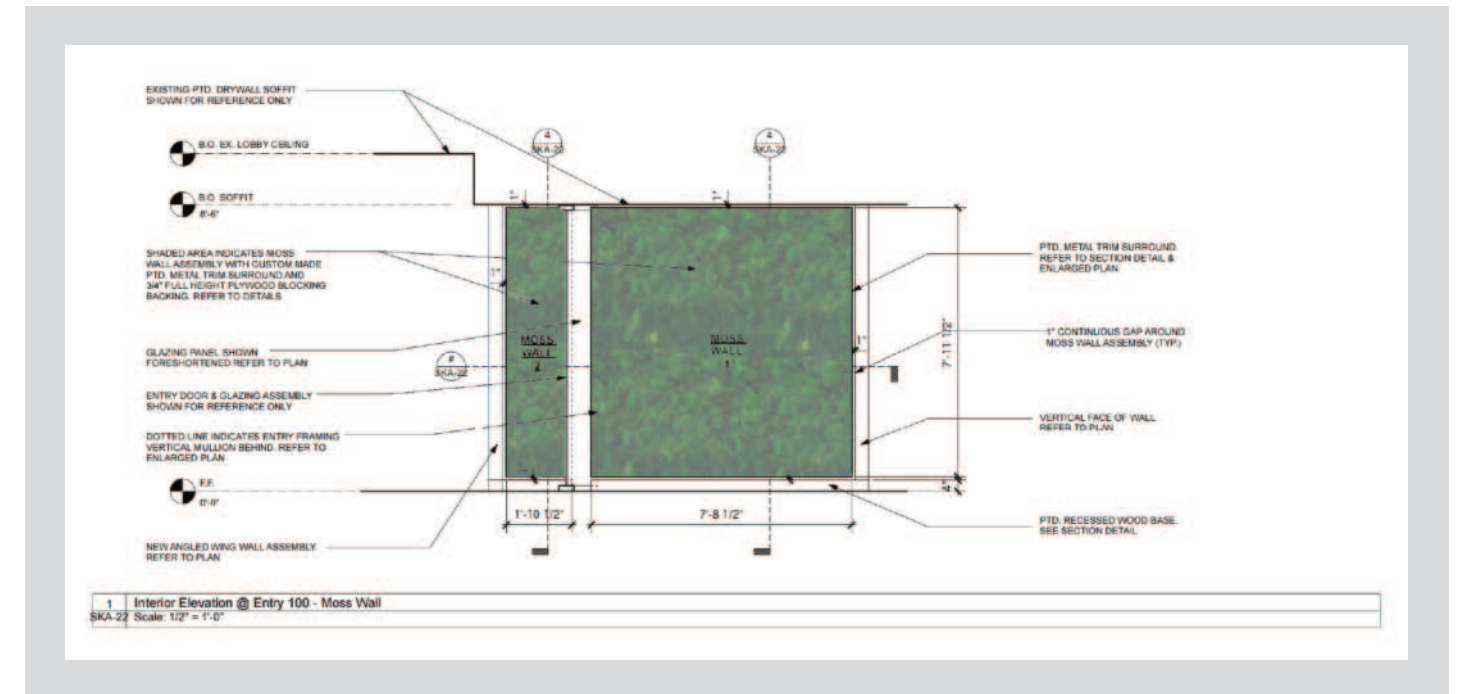 EXISTING PTD. DRYWALL SOFFIT
SHOWN FOR REFERENCE ONLY
B.O. EX. LOBBY CEILING
B.O. SOFFIT
8'-6"
SHADED AREA INDICATES MOSS
WALL ASSEMBLY WITH CUSTOM MADE
PTD. METAL TRIM SURROUND AND
3/4" FULL HEIGHT PLYWOOD BLOCKING
BACKING. REFER TO DETAILS
GLAZING PANEL SHOWN
FORESHORTENED REFER TO PLAN
ENTRY DOOR & GLAZING ASSEMBLY
SHOWN FOR REFERENCE ONLY
DOTTED LINE INDICATES ENTRY FRAMING
VERTICAL MULLION BEHIND. REFER TO
ENLARGED PLAN
F.F.
0'-0"
NEW ANGLED WING WALL ASSEMBLY
REFER TO PLAN
4
SKA-22
4
SKA-22
1"
1"
1"
MOSS
WALL
2
#
SKA-22
MOSS
WALL
1
1"
7'-11 1/2"
4"
1'-10 1/2"
7'-8 1/2"
PTD. METAL TRIM SURROUND.
REFER TO SECTION DETAIL &
ENLARGED PLAN
1" CONTINUOUS GAP AROUND
MOSS WALL ASSEMBLY (TYP.)
VERTICAL FACE OF WALL
REFER TO PLAN
PTD. RECESSED WOOD BASE.
SEE SECTION DETAIL
1 Interior Elevation @ Entry 100 - Moss Wall
SKA-22 Scale: 1/2" = 1'-0"